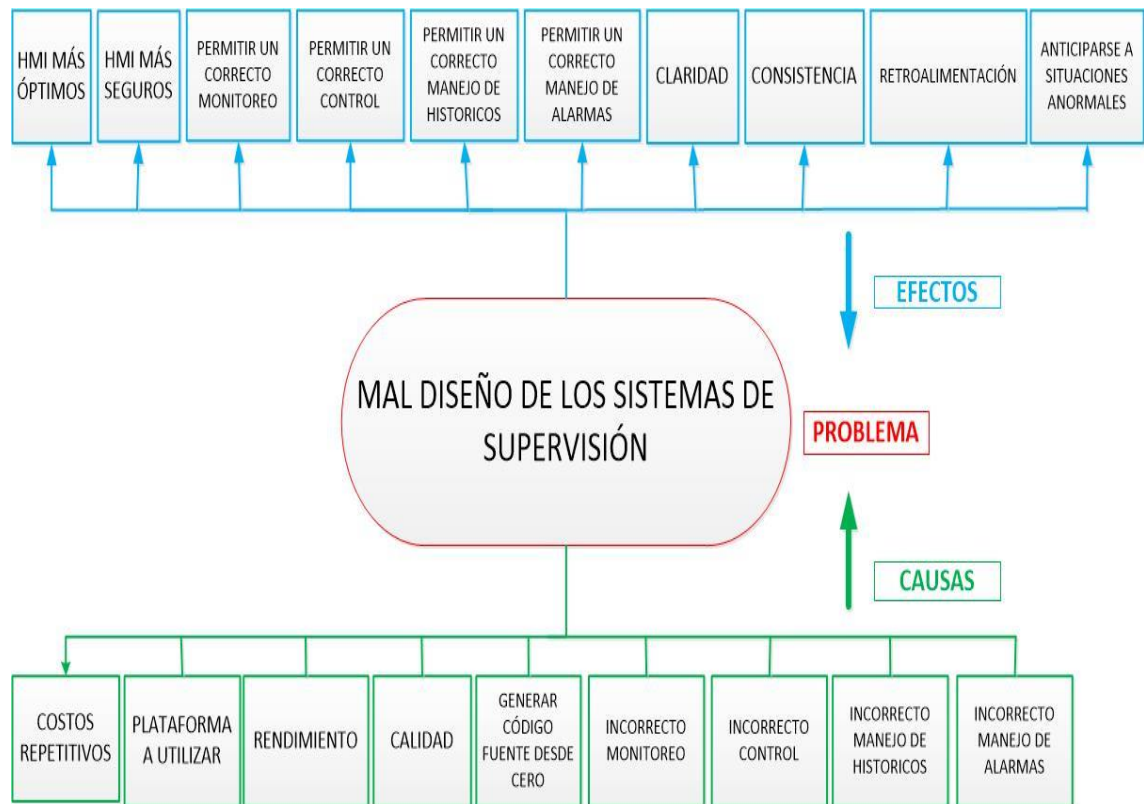 HMI MÁS
ÓPTIMOS
HMI MÁS
SEGUROS
PERMITIR UN
CORRECTO
MONITOREO
PERMITIR UN
CORRECTO
CONTROL
PERMITIR UN
CORRECTO
MANEJO DE
HISTORICOS
PERMITIR UN
CORRECTO
MANEJO DE
ALARMAS
CLARIDAD
CONSISTENCIA
RETROALIMENTACIÓN
ANTICIPARSE A
SITUACIONES
ANORMALES
EFECTOS
MAL DISEÑO DE LOS SISTEMAS DE
SUPERVISIÓN
PROBLEMA
CAUSAS
COSTOS
REPETITIVOS
PLATAFORMA
A UTILIZAR
RENDIMIENTO
CALIDAD
GENERAR
CÓDIGO
FUENTE DESDE
CERO
INCORRECTO
MONITOREO
INCORRECTO
CONTROL
INCORRECTO
MANEJO DE
HISTORICOS
INCORRECTO
MANEJO DE
ALARMAS